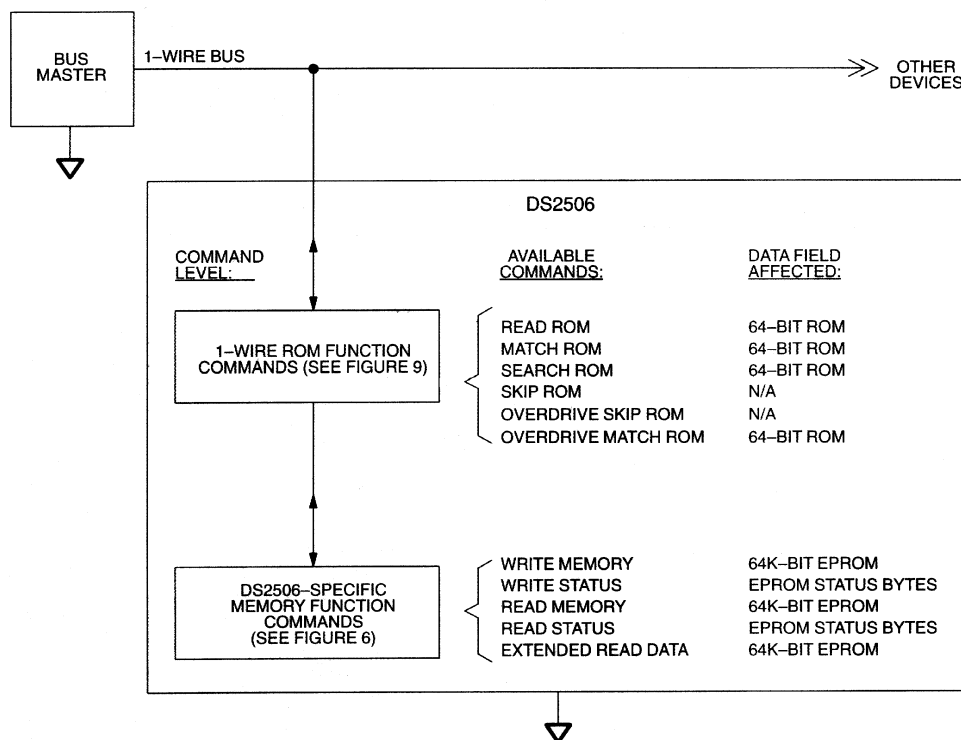 BUS
MASTER
1–WIRE BUS
OTHER
DEVICES
DS2506
COMMAND
LEVEL:
AVAILABLE
COMMANDS:
DATA FIELD
AFFECTED:
1–WIRE ROM FUNCTION
COMMANDS (SEE FIGURE 9)
READ ROM 64–BIT ROM
MATCH ROM 64–BIT ROM
SEARCH ROM 64–BIT ROM
SKIP ROM N/A
OVERDRIVE SKIP ROM N/A
OVERDRIVE MATCH ROM 64–BIT ROM
DS2506–SPECIFIC
MEMORY FUNCTION
COMMANDS
(SEE FIGURE 6)
WRITE MEMORY 64K–BIT EPROM
WRITE STATUS EPROM STATUS BYTES
READ MEMORY 64K–BIT EPROM
READ STATUS EPROM STATUS BYTES
EXTENDED READ DATA 64K–BIT EPROM